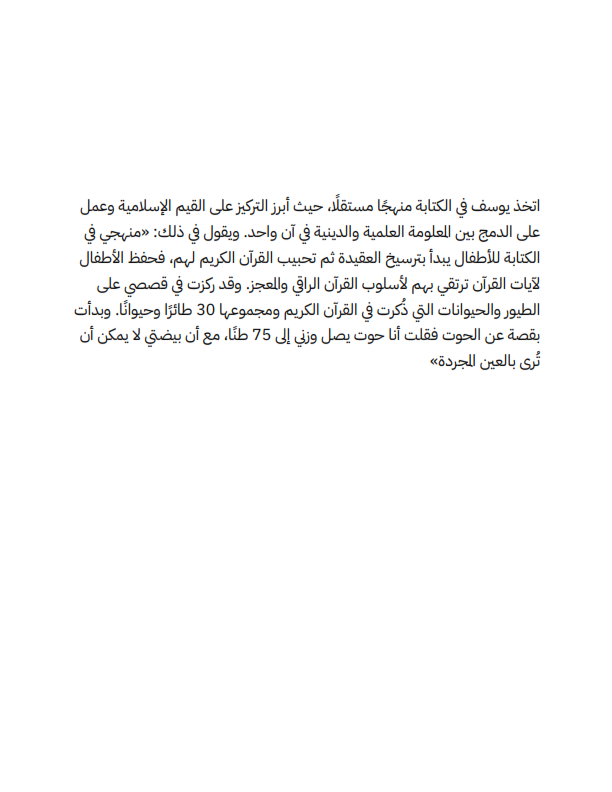 اتخذ يوسف في الكتابة منهجًا مستقلًا، حيث أبرز التركيز على القيم الإسلامية وعمل
على الدمج بين المعلومة العلمية والدينية في آن واحد. ويقول في ذلك: «منهجي في
الكتابة للأطفال يبدأ بترسيخ العقيدة ثم تحبيب القرآن الكريم لهم، فحفظ الأطفال
لآيات القرآن ترتقي بهم لأسلوب القرآن الراقي والمعجز. وقد ركزت في قصصي على
الطيور والحيوانات التي ذُكرت في القرآن الكريم ومجموعها 30 طائرًا وحيوانًا. وبدأت
بقصة عن الحوت فقلت أنا حوت يصل وزني إلى 75 طنًا، مع أن بيضتي لا يمكن أن
تُرى بالعين المجردة»